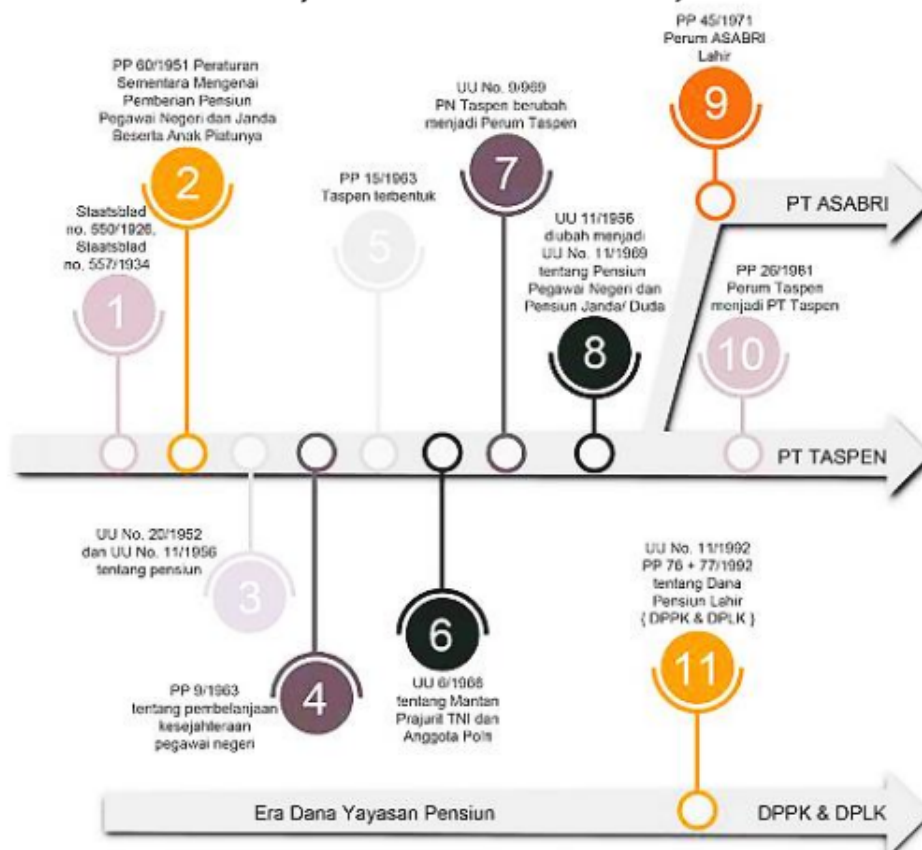 PP 45/1971
Perum ASABRI
Lahir
9
PP 60/1951 Peraturan
Sementara Mengenai
Pemberian Pensiun
Pegawai Negeri dan Janda
Beserta Anak Piatunya
2
UU No. 9/969
PN Taspen berubah
menjadi Perum Taspen
7
PP 15/1963
Taspen terbentuk
5
Staatsblad
no. 550/1926,
Staatsblad
no. 557/1934
1
UU 11/1956
diubah menjadi
UU No. 11/1969
tentang Pensiun
Pegawai Negeri dan
Pensiun Janda/ Duda
8
PT ASABRI
PP 26/1981
Perum Taspen
menjadi PT Taspen
10
PT TASPEN
UU No. 20/1952
dan UU No. 11/1956
tentang pensiun
3
PP 9/1963
tentang pembelanjaan
kesejahteraan
pegawai negeri
4
6
UU 6/1966
tentang Mantan
Prajurit TNI dan
Anggota Polri
UU No. 11/1992
PP 76 + 77/1992
tentang Dana
Pensiun Lahir
( DPPK & DPLK )
11
Era Dana Yayasan Pensiun
DPPK & DPLK